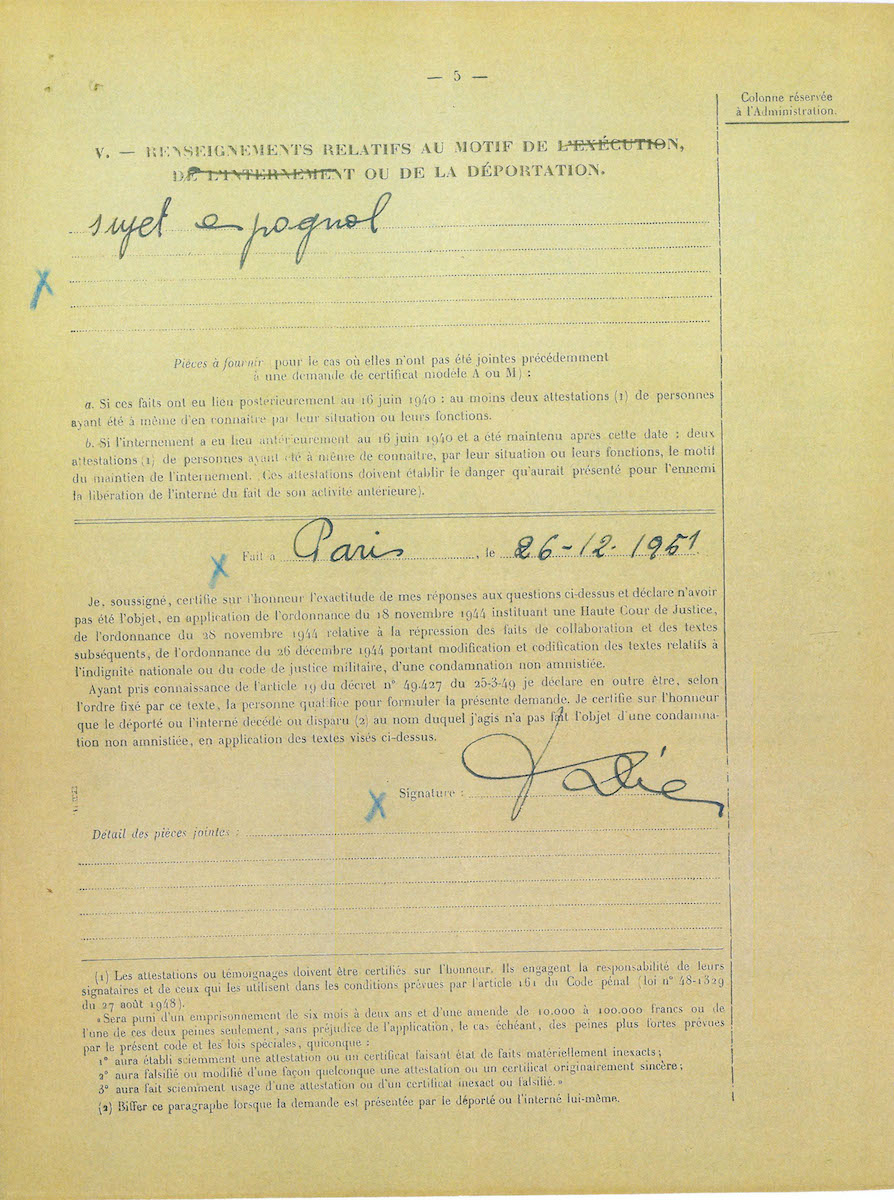 — 5 —
Colonne réservée
à l'Administration.
V. — RENSEIGNEMENTS RELATIFS AU MOTIF DE L'EXÉCUTION,
DE L'INTERNEMENT OU DE LA DÉPORTATION.
sujet espagnol
Pièces à fournir (pour le cas où elles n'ont pas été jointes précédemment
à une demande de certificat modèle A ou M) :
a. Si ces faits ont eu lieu postérieurement au 16 juin 1940 : au moins deux attestations (1) de personnes
ayant été à même d'en connaître par leur situation ou leurs fonctions.
b. Si l'internement a eu lieu antérieurement au 16 juin 1940 et a été maintenu après cette date : deux
attestations (1) de personnes ayant été à même de connaître, par leur situation ou leurs fonctions, le motif
du maintien de l'internement. (Ces attestations doivent établir le danger qu'aurait présenté pour l'ennemi
la libération de l'interné du fait de son activité antérieure).
Fait à Paris, le 26-12-1951
Je, soussigné, certifie sur l'honneur l'exactitude de mes réponses aux questions ci-dessus et déclare n'avoir
pas été l'objet, en application de l'ordonnance du 18 novembre 1944 instituant une Haute Cour de Justice,
de l'ordonnance du 28 novembre 1944 relative à la répression des faits de collaboration et des textes
subséquents, de l'ordonnance du 26 décembre 1944 portant modification et codification des textes relatifs à
l'indignité nationale ou du code de justice militaire, d'une condamnation non amnistiée.
Ayant pris connaissance de l'article 19 du décret n° 49-427 du 25-3-49 je déclare en outre être, selon
l'ordre fixé par ce texte, la personne qualifiée pour formuler la présente demande. Je certifie sur l'honneur
que le déporté ou l'interné décédé ou disparu (2) au nom duquel j'agis n'a pas fait l'objet d'une condamna-
tion non amnistiée, en application des textes visés ci-dessus.
Signature :
Détail des pièces jointes :
(1) Les attestations ou témoignages doivent être certifiés sur l'honneur. Ils engagent la responsabilité de leurs
signataires et de ceux qui les utilisent dans les conditions prévues par l'article 161 du Code pénal (loi n° 48-1329
du 27 août 1948).
« Sera puni d'un emprisonnement de six mois à deux ans et d'une amende de 10.000 à 100.000 francs ou de
l'une de ces deux peines seulement, sans préjudice de l'application, le cas échéant, des peines plus fortes prévues
par le présent code et les lois spéciales, quiconque :
1° aura établi sciemment une attestation ou un certificat faisant état de faits matériellement inexacts ;
2° aura falsifié ou modifié d'une façon quelconque une attestation ou un certificat originairement sincère ;
3° aura fait sciemment usage d'une attestation ou d'un certificat inexact ou falsifié. »
(2) Biffer ce paragraphe lorsque la demande est présentée par le déporté ou l'interné lui-même.